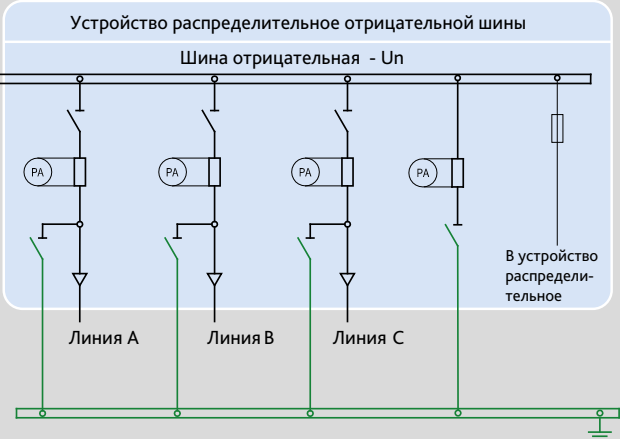 Устройство распределительное отрицательной шины
Шина отрицательная - Un
PA
PA
PA
PA
В устройство
распредели-
тельное
Линия A
Линия B
Линия C